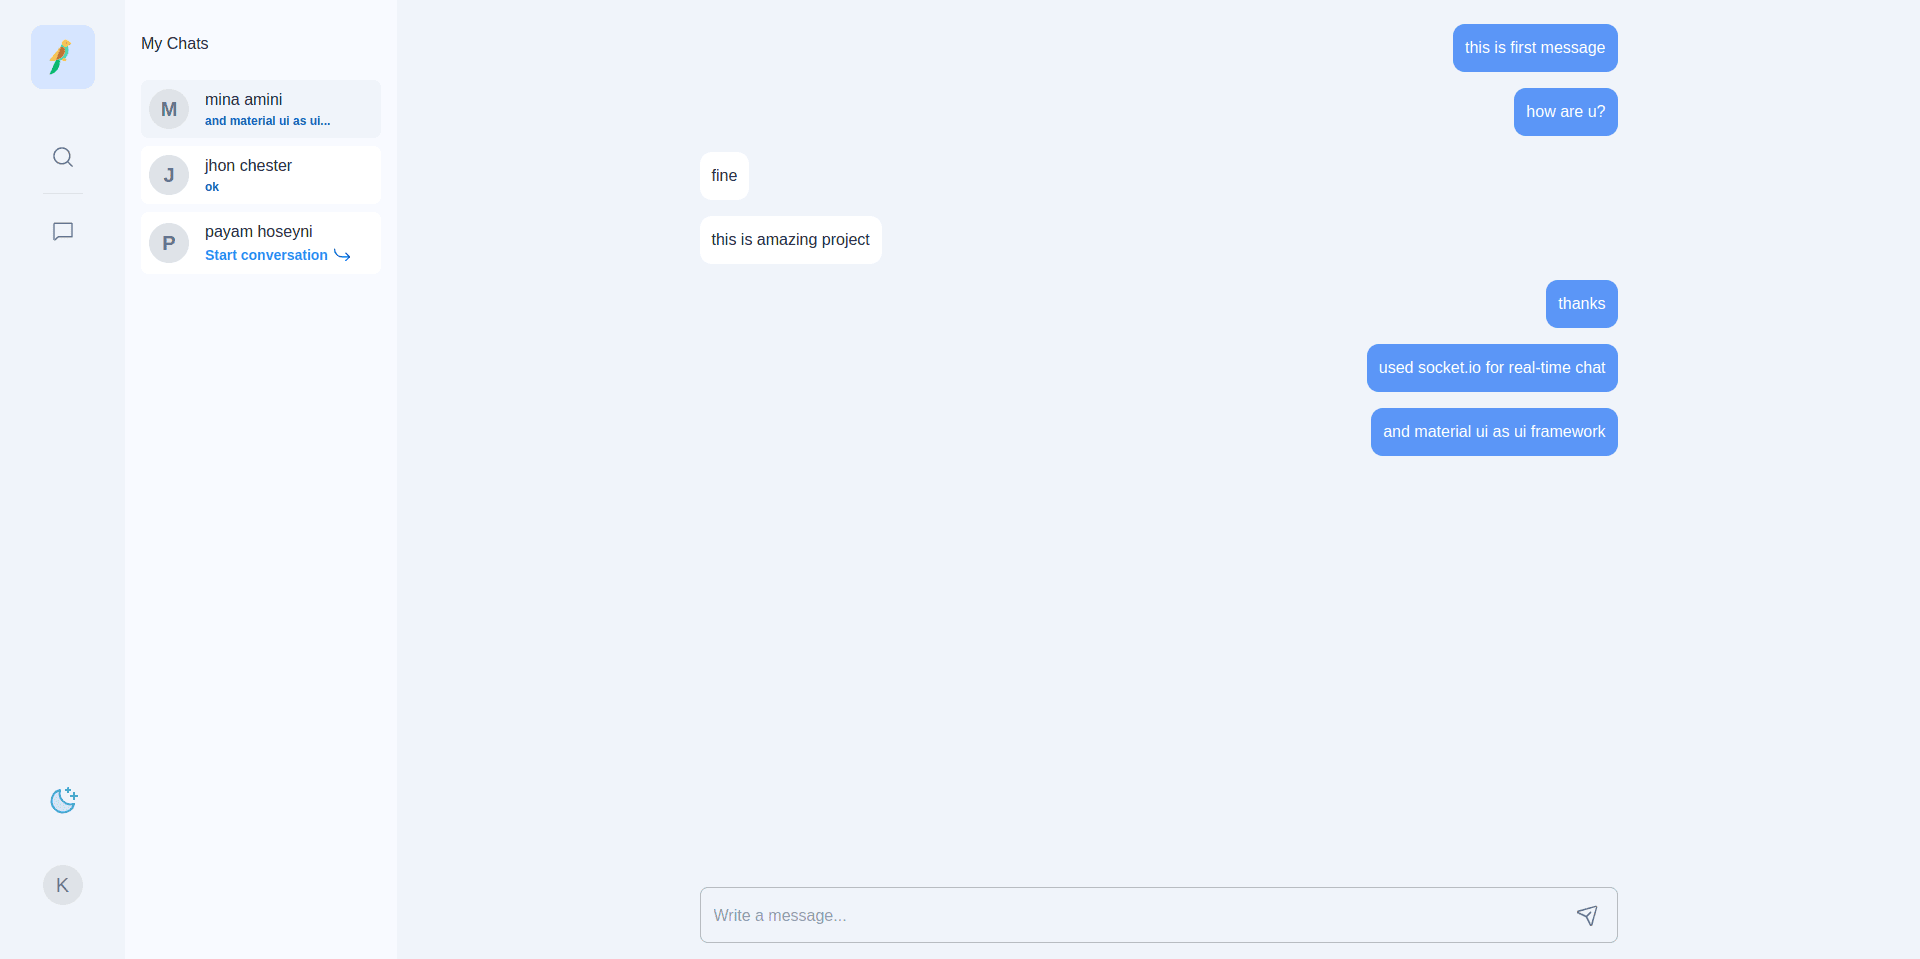 My Chats
M
mina amini
and material ui as ui...
J
jhon chester
ok
P
payam hoseyni
Start conversation
K
this is first message
how are u?
fine
this is amazing project
thanks
used socket.io for real-time chat
and material ui as ui framework
Write a message...